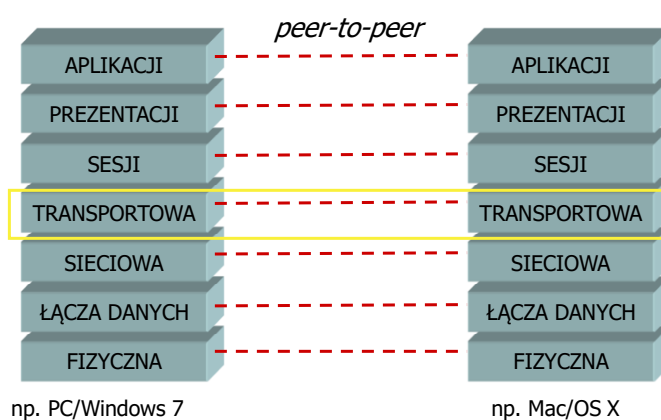 peer-to-peer
APLIKACJI APLIKACJI
PREZENTACJI PREZENTACJI
SESJI SESJI
TRANSPORTOWA TRANSPORTOWA
SIECIOWA SIECIOWA
ŁĄCZA DANYCH ŁĄCZA DANYCH
FIZYCZNA FIZYCZNA
np. PC/Windows 7 np. Mac/OS X